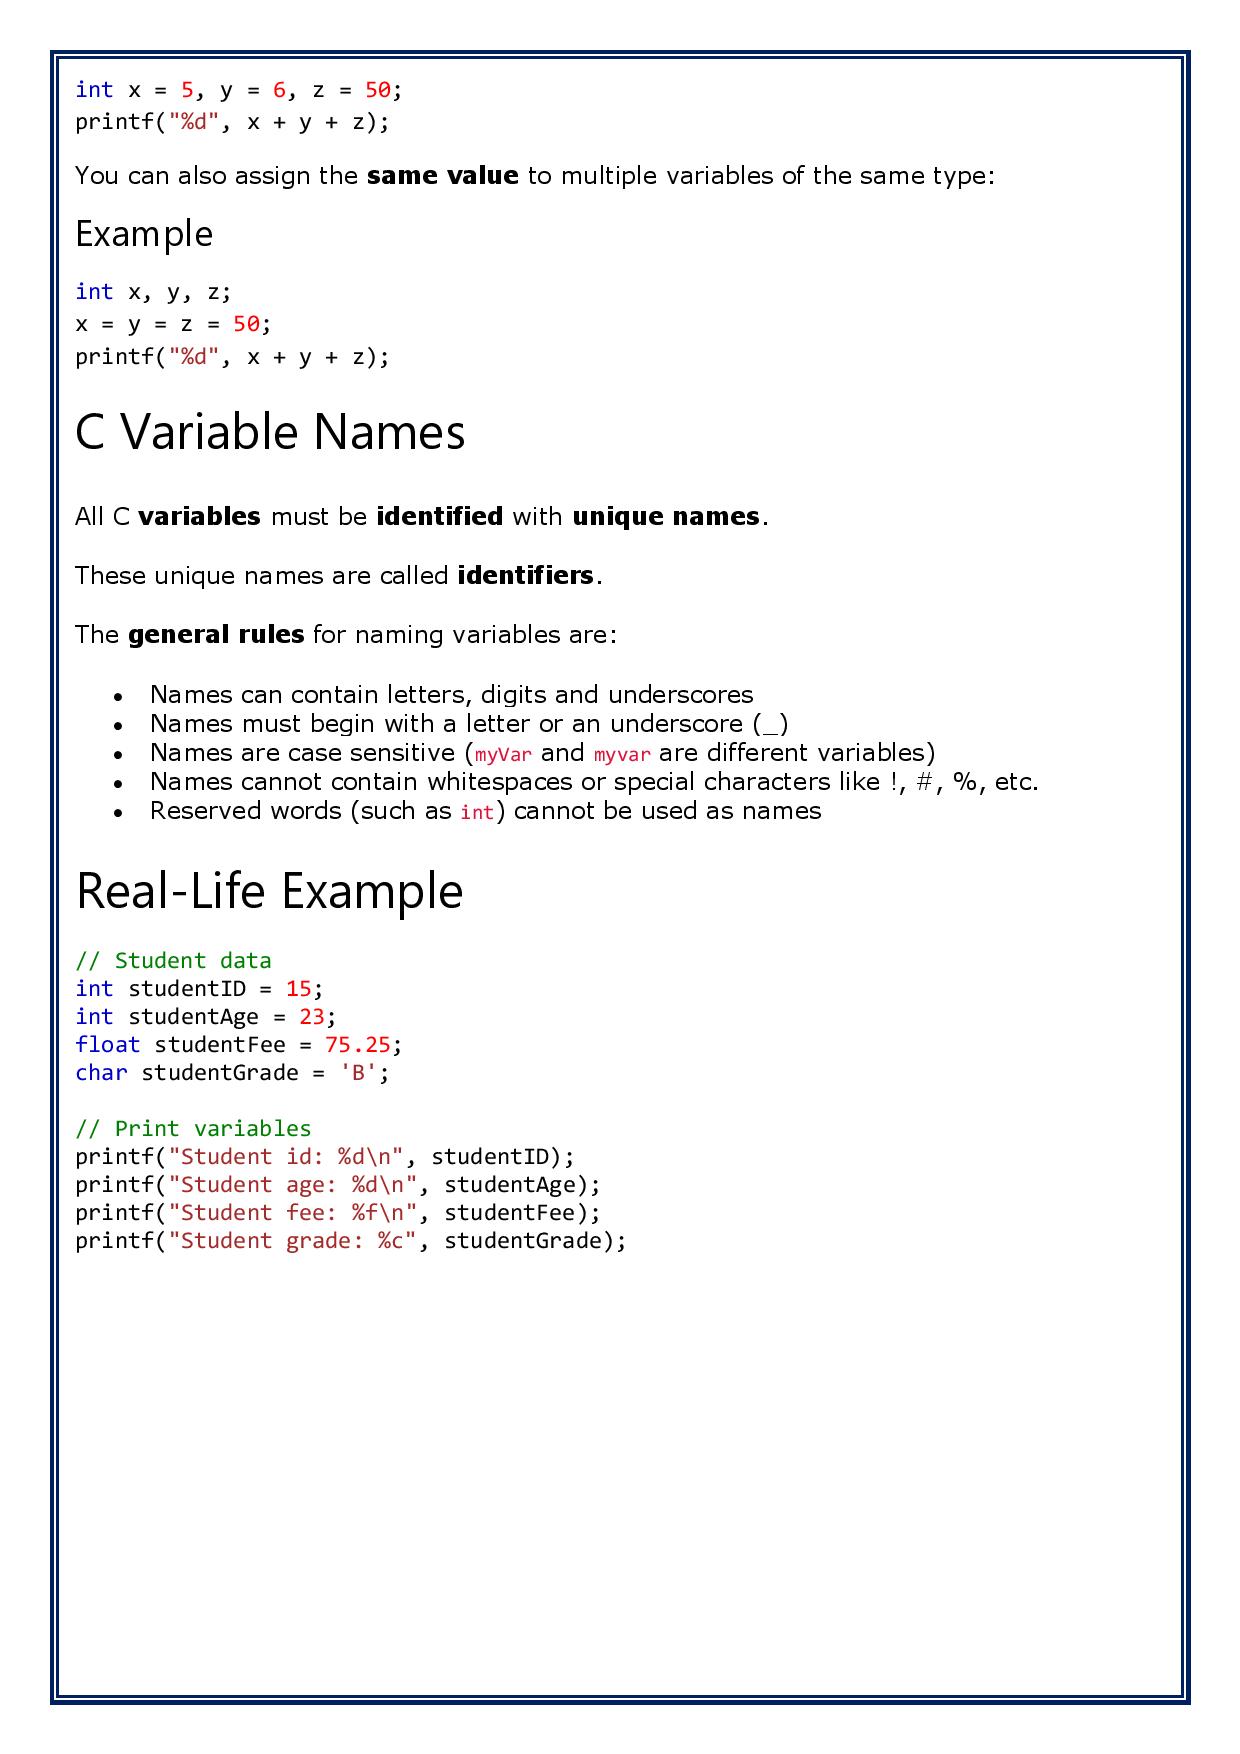 int x = 5, y = 6, z = 50;
printf("%d", x + y + z);
You can also assign the same value to multiple variables of the same type:
Example
int x, y, z;
x = y = z = 50;
printf("%d", x + y + z);
C Variable Names
All C variables must be identified with unique names.
These unique names are called identifiers.
The general rules for naming variables are:
• Names can contain letters, digits and underscores
• Names must begin with a letter or an underscore (_)
• Names are case sensitive (myVar and myvar are different variables)
• Names cannot contain whitespaces or special characters like !, #, %, etc.
• Reserved words (such as int) cannot be used as names
Real-Life Example
// Student data
int studentID = 15;
int studentAge = 23;
float studentFee = 75.25;
char studentGrade = 'B';
// Print variables
printf("Student id: %d\n", studentID);
printf("Student age: %d\n", studentAge);
printf("Student fee: %f\n", studentFee);
printf("Student grade: %c", studentGrade);